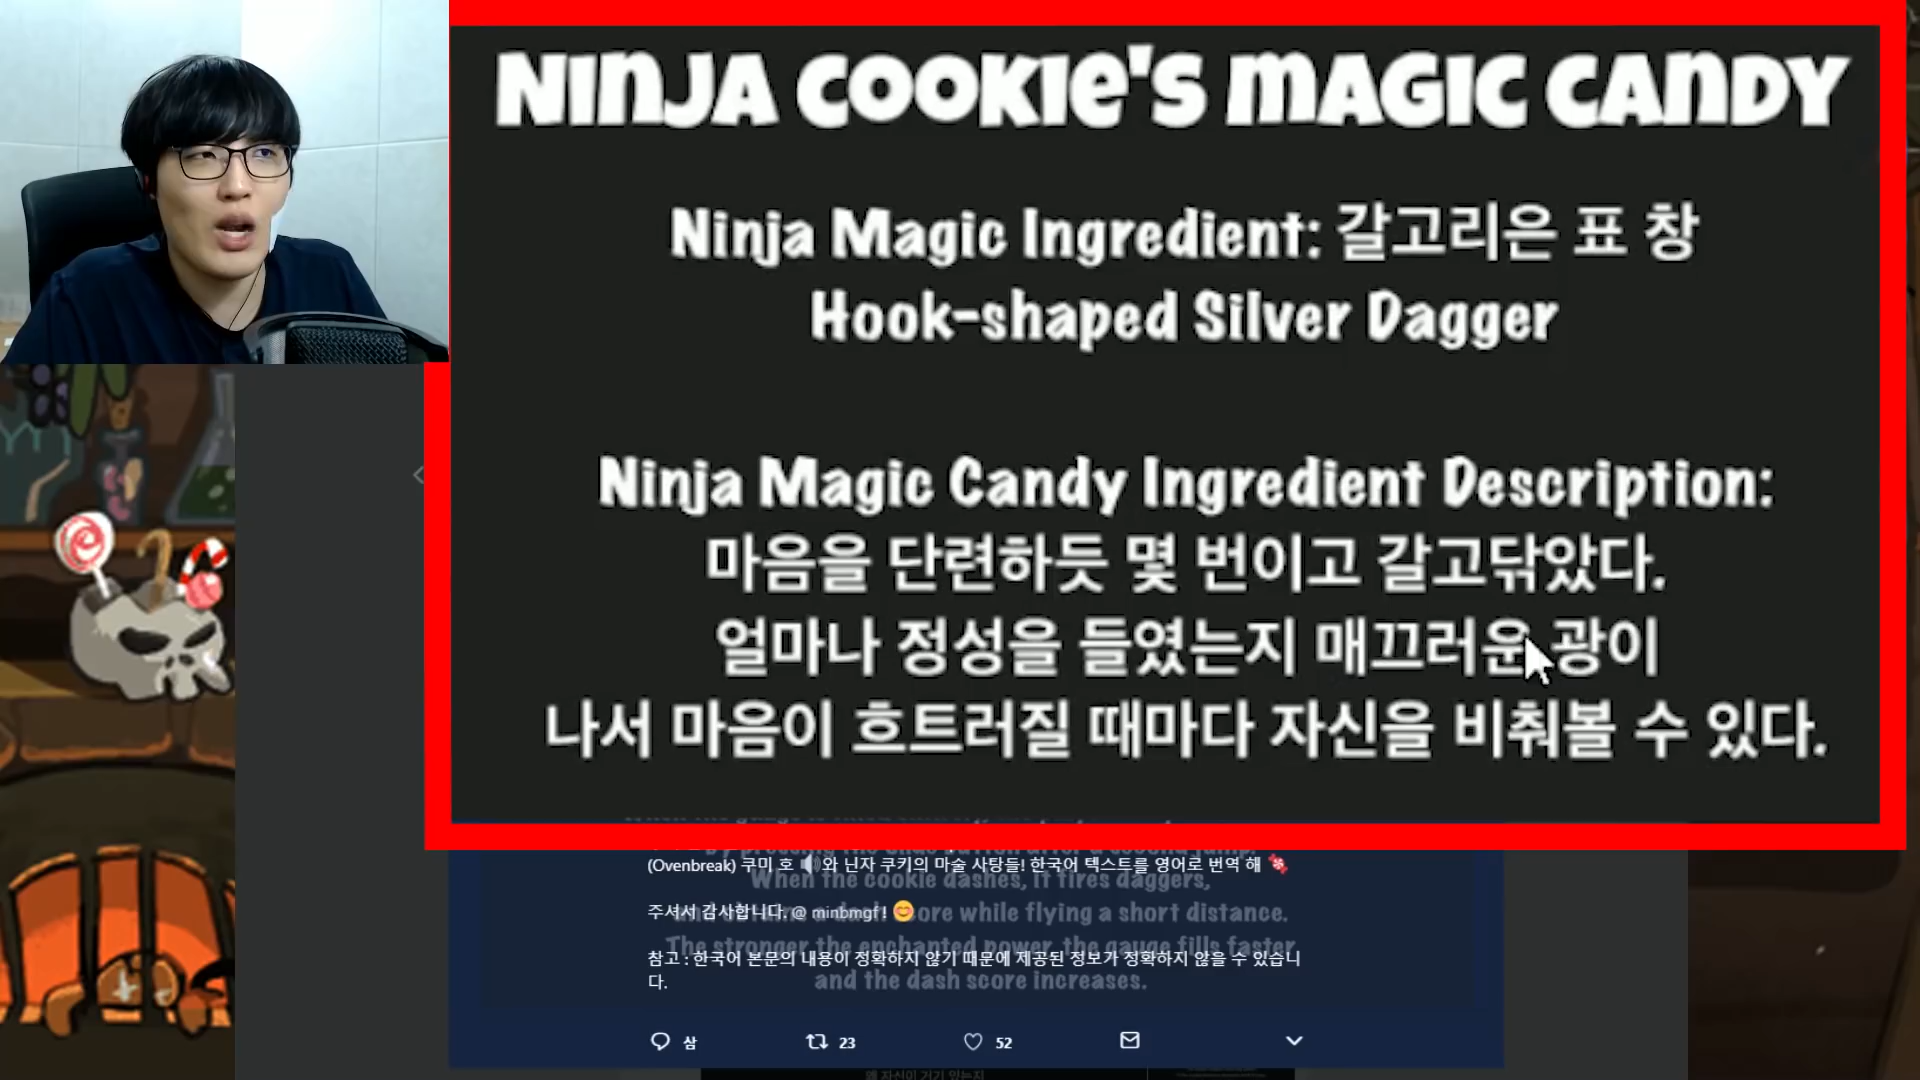 NINJA COOKIE'S MAGIC CANDY
Ninja Magic Ingredient: 갈고리은 표 창
Hook-shaped Silver Dagger
Ninja Magic Candy Ingredient Description:
마음을 단련하듯 몇 번이고 갈고닦았다.
얼마나 정성을 들였는지 매끄러운 광이
나서 마음이 흐트러질 때마다 자신을 비춰볼 수 있다.
(Ovenbreak) 쿠미 호 와 닌자 쿠키의 마술 사탕들! 한국어 텍스트를 영어로 번역 해
When the cookie dashes, it fires daggers,
주셔서 감사합니다. @ minbmgf !
score while flying a short distance.
The stronger the enchanted power, the gauge fills faster
참고 : 한국어 본문의 내용이 정확하지 않기 때문에 제공된 정보가 정확하지 않을 수 있습니
다.
and the dash score increases.
삼
23
52